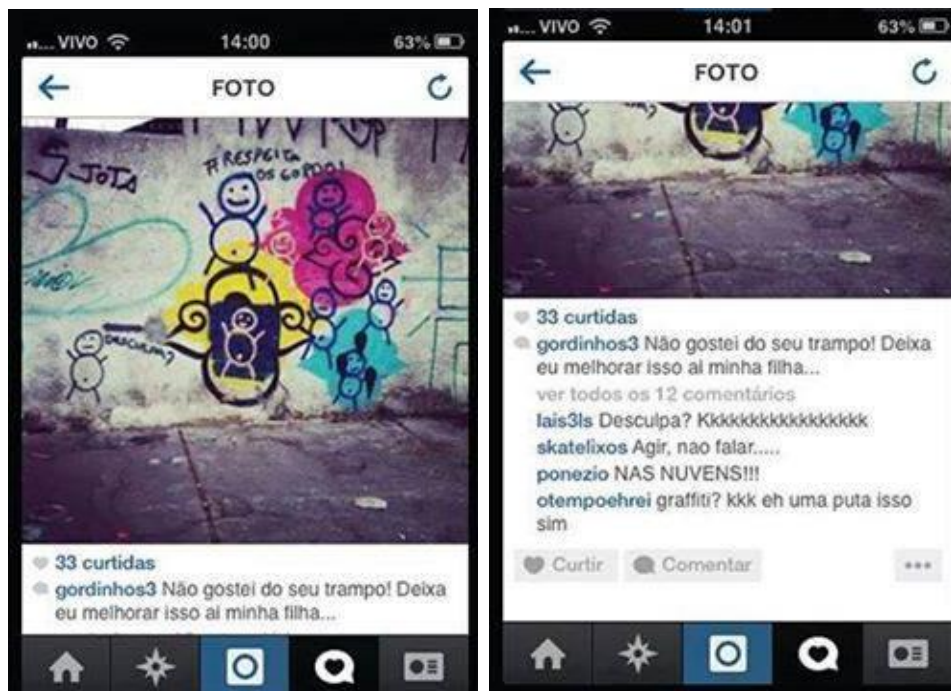 VIVO 14:00 63%
FOTO
S JOTA
#RESPEITA
OS GORDO!
DESCULPA?
33 curtidas
gordinhos3 Não gostei do seu trampo! Deixa
eu melhorar isso ai minha filha...
VIVO 14:01 63%
FOTO
33 curtidas
gordinhos3 Não gostei do seu trampo! Deixa
eu melhorar isso ai minha filha...
ver todos os 12 comentários
lais3ls Desculpa? Kkkkkkkkkkkkkkkkk
skatelixos Agir, nao falar.....
ponezio NAS NUVENS!!!
otempoehrei graffiti? kkk eh uma puta isso
sim
Curtir Comentar